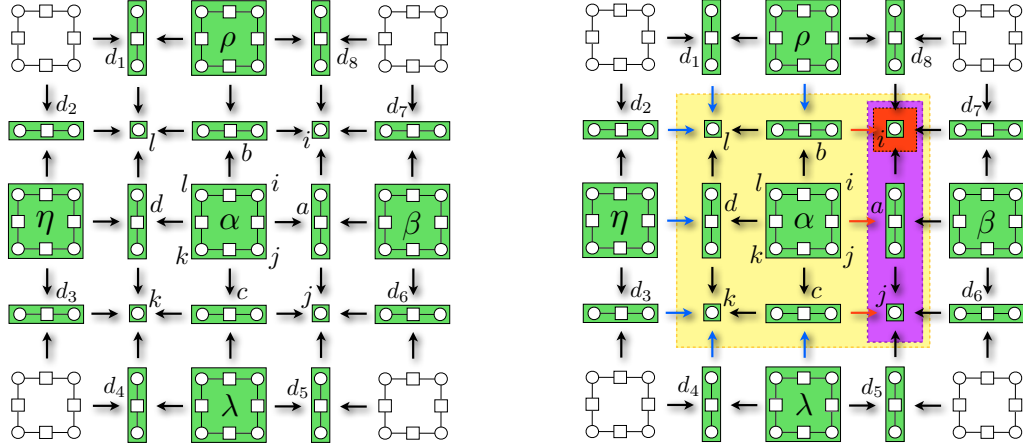 ρ ρ
d₁ d₈ d₁ d₈
d₂ d₇ d₂ d₇
l b i l b i
l i l i
η d α a β η d α a β
k j k j
d₃ k c j d₆ d₃ k c j d₆
d₄ d₅ d₄ d₅
λ λ